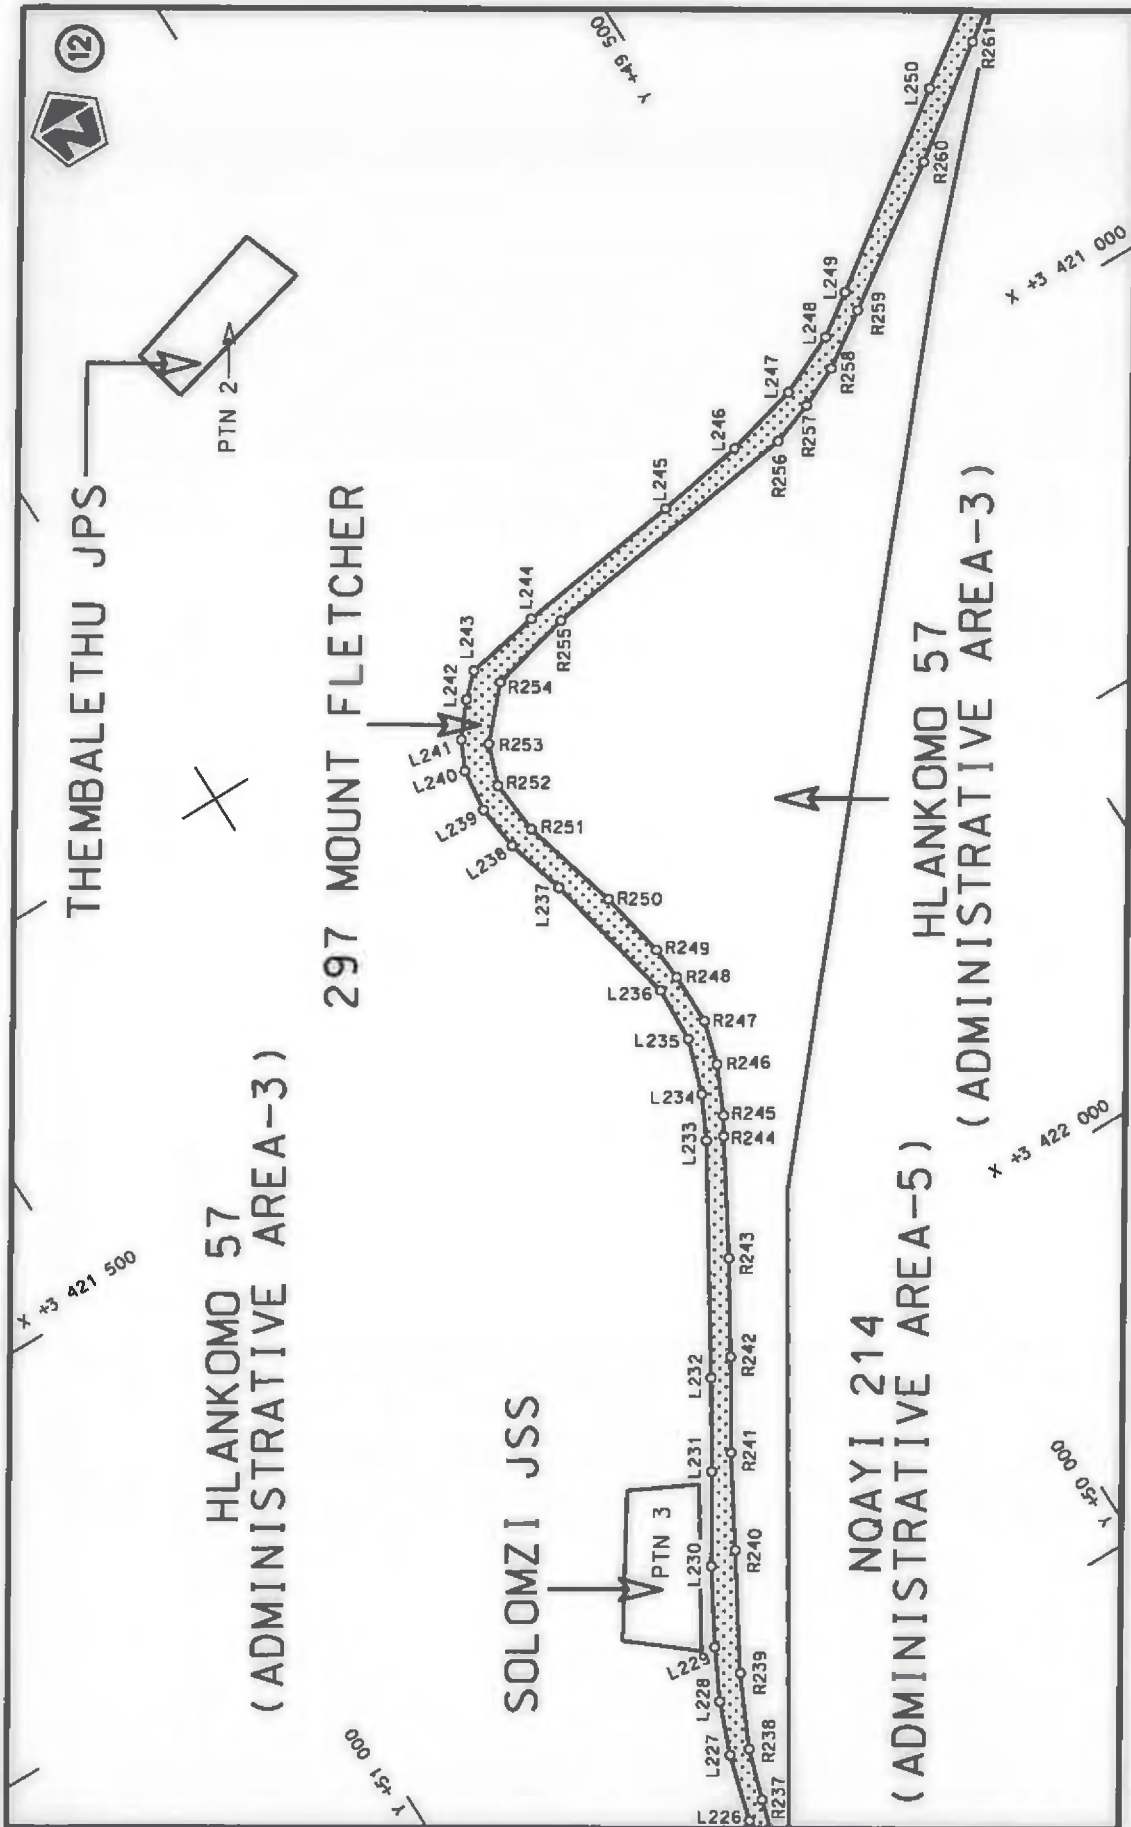 12
THEMBALETHU JPS
PTN 2
297 MOUNT FLETCHER
HLANKOMO 57
(ADMINISTRATIVE AREA-3)
SOLOMZI JSS
PTN 3
NQAYI 214
(ADMINISTRATIVE AREA-5)
HLANKOMO 57
(ADMINISTRATIVE AREA-3)
Y +51 000
X +3 421 500
Y +49 500
X +3 421 000
X +3 422 000
Y +50 000
L226
L227
L228
L229
L230
L231
L232
L233
L234
L235
L236
L237
L238
L239
L240
L241
L242
L243
L244
L245
L246
L247
L248
L249
L250
R237
R238
R239
R240
R241
R242
R243
R244
R245
R246
R247
R248
R249
R250
R251
R252
R253
R254
R255
R256
R257
R258
R259
R260
R261